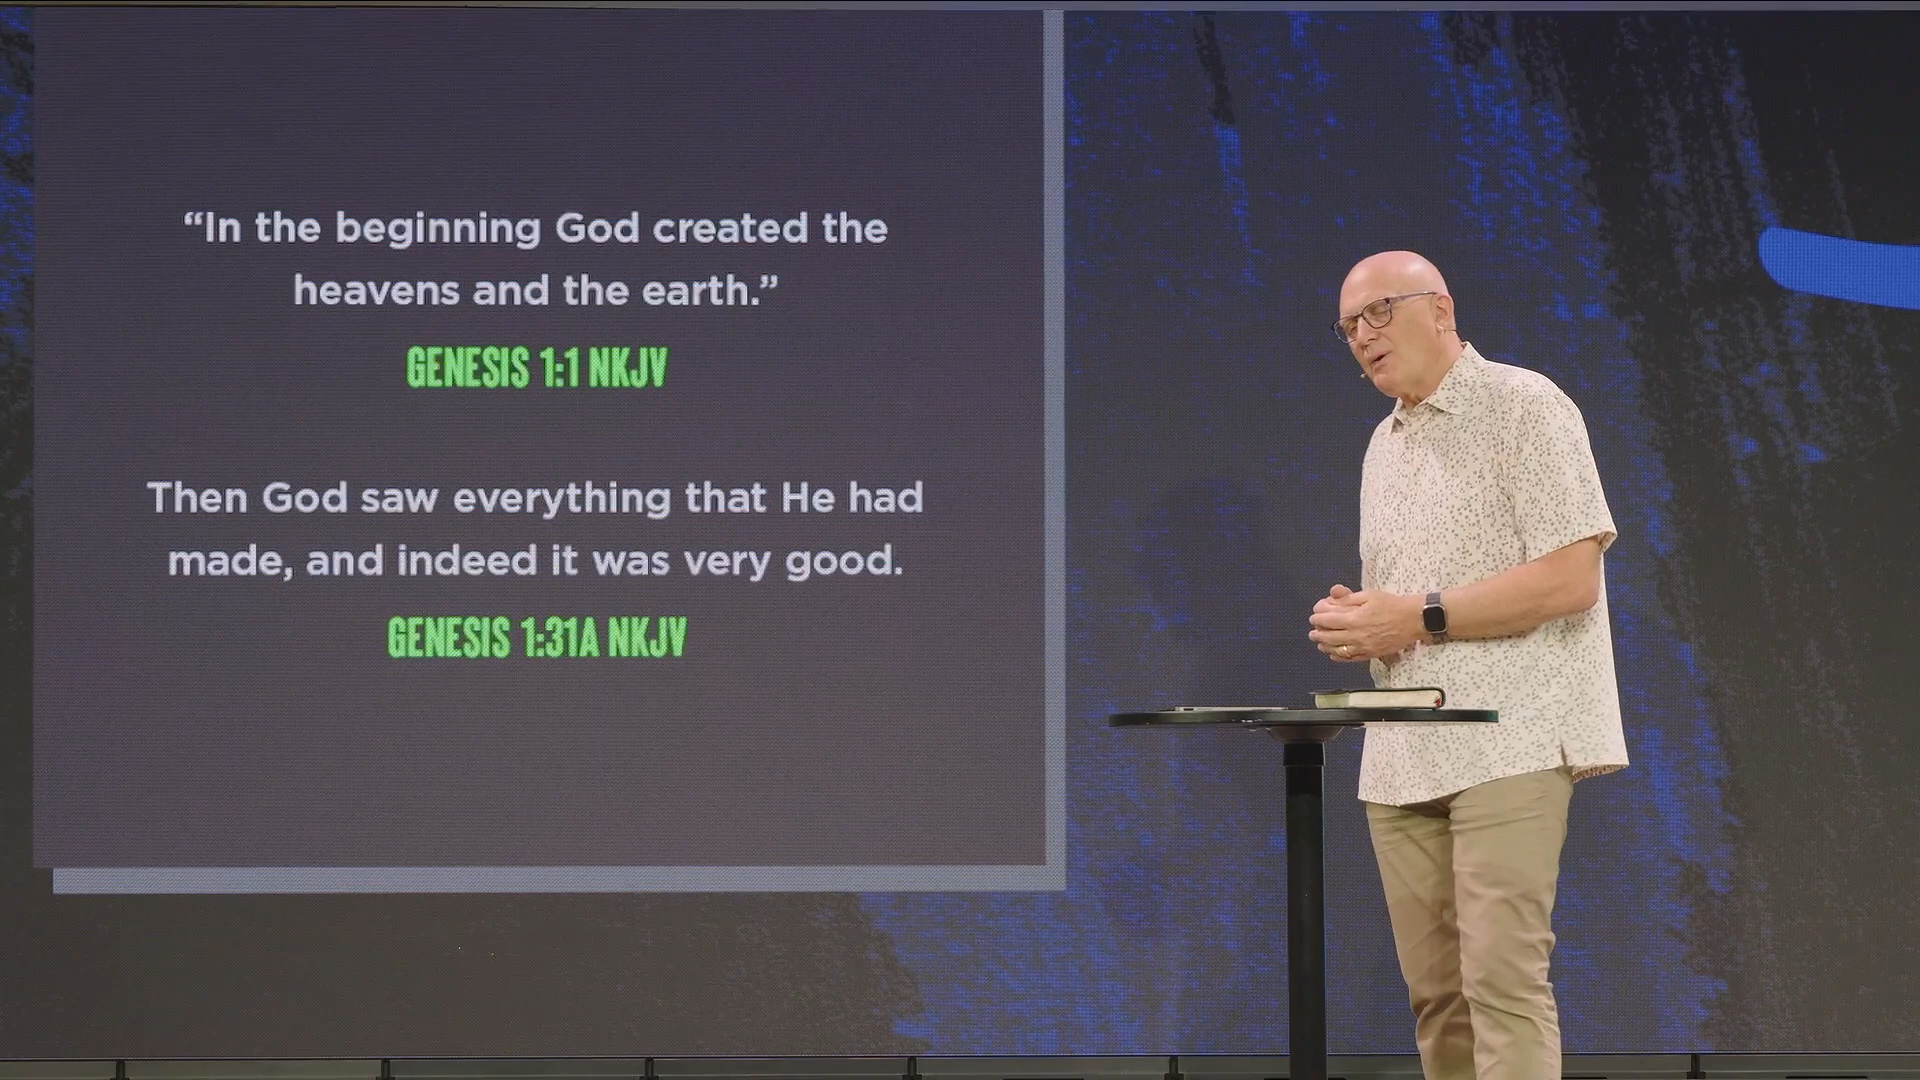 “In the beginning God created the
heavens and the earth.”
GENESIS 1:1 NKJV
Then God saw everything that He had
made, and indeed it was very good.
GENESIS 1:31A NKJV